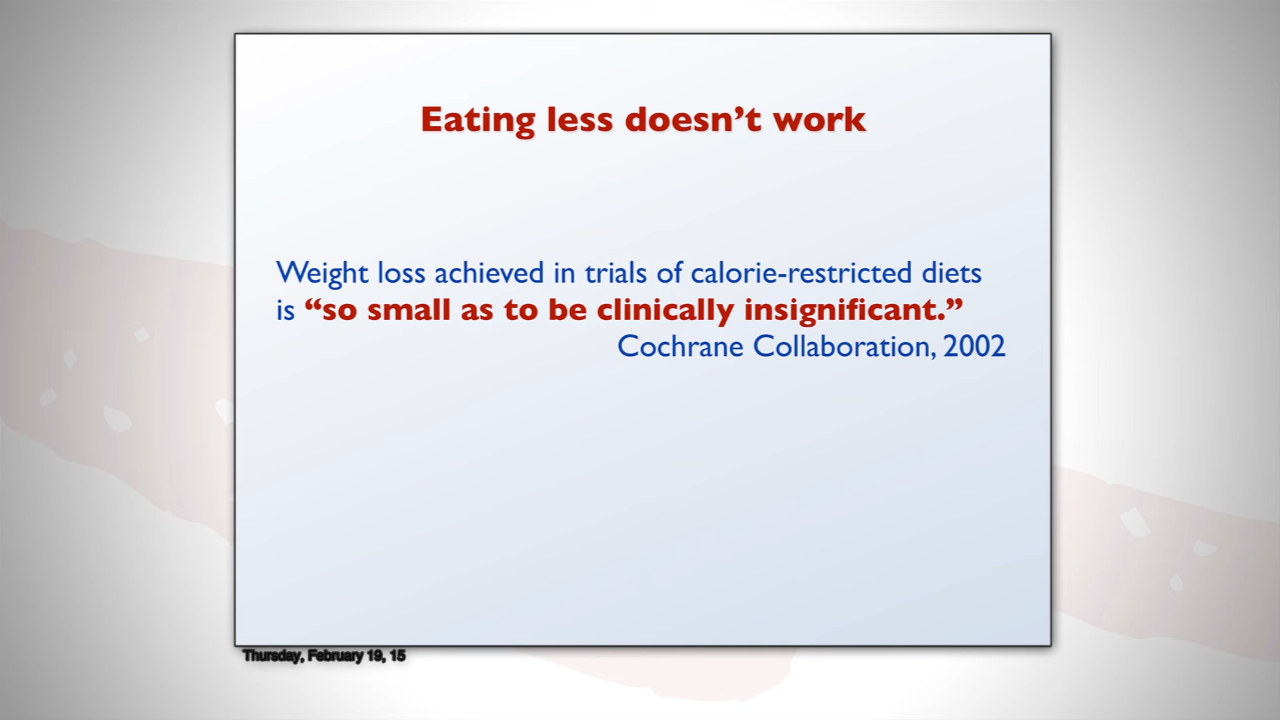 Eating less doesn’t work
Weight loss achieved in trials of calorie-restricted diets
is “so small as to be clinically insignificant.”
Cochrane Collaboration, 2002
Thursday, February 19, 15